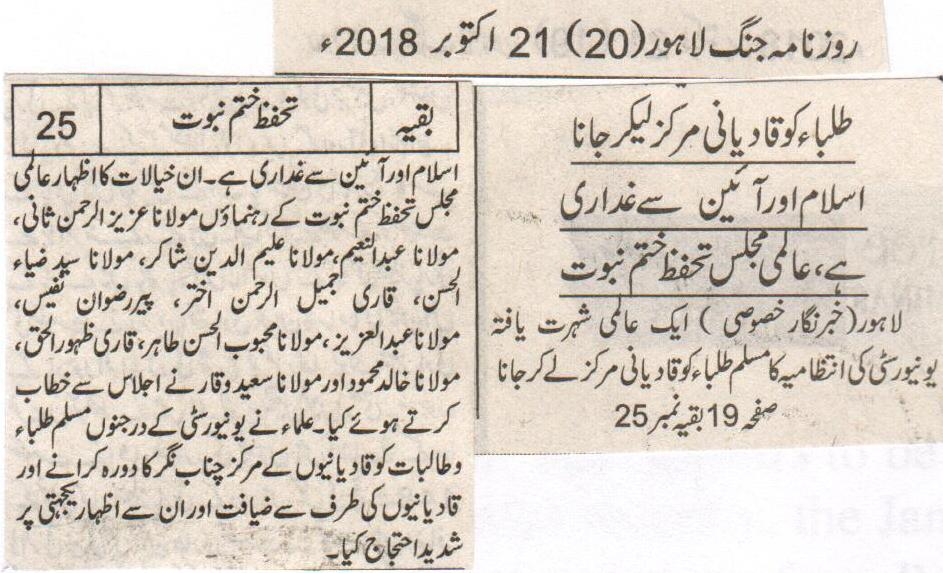 روزنامہ جنگ لاہور (20) 21 اکتوبر 2018ء
طلباء کو قادیانی مرکز لیکر جانا
اسلام اور آئین سے غداری
ہے، عالمی مجلس تحفظ ختم نبوت
لاہور (خبرنگار خصوصی) ایک عالمی شہرت یافتہ
یونیورسٹی کی انتظامیہ کا مسلم طلباء کو قادیانی مرکز لے کر جانا
صفحہ 19 بقیہ نمبر 25
بقیہ تحفظ ختم نبوت 25
اسلام اور آئین سے غداری ہے۔ ان خیالات کا اظہار عالمی
مجلس تحفظ ختم نبوت کے رہنماؤں مولانا عزیز الرحمن ثانی،
مولانا عبدالنعیم، مولانا علیم الدین شاکر، مولانا سید ضیاء
الحسن، قاری جمیل الرحمن اختر، پیر رضوان نفیس،
مولانا عبدالعزیز، مولانا محبوب الحسن طاہر، قاری ظہور الحق،
مولانا خالد محمود اور مولانا سعید وقار نے اجلاس سے خطاب
کرتے ہوئے کیا۔ علماء نے یونیورسٹی کے درجنوں مسلم طلباء
و طالبات کو قادیانیوں کے مرکز چناب نگر کا دورہ کرانے اور
قادیانیوں کی طرف سے ضیافت اور ان سے اظہار یکجہتی پر
شدید احتجاج کیا۔